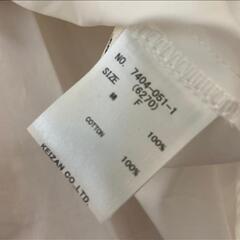 NO. 7404-051-1
(6270)
SIZE F
M
COTTON 100%
100%
KEIZAN CO.,LTD.